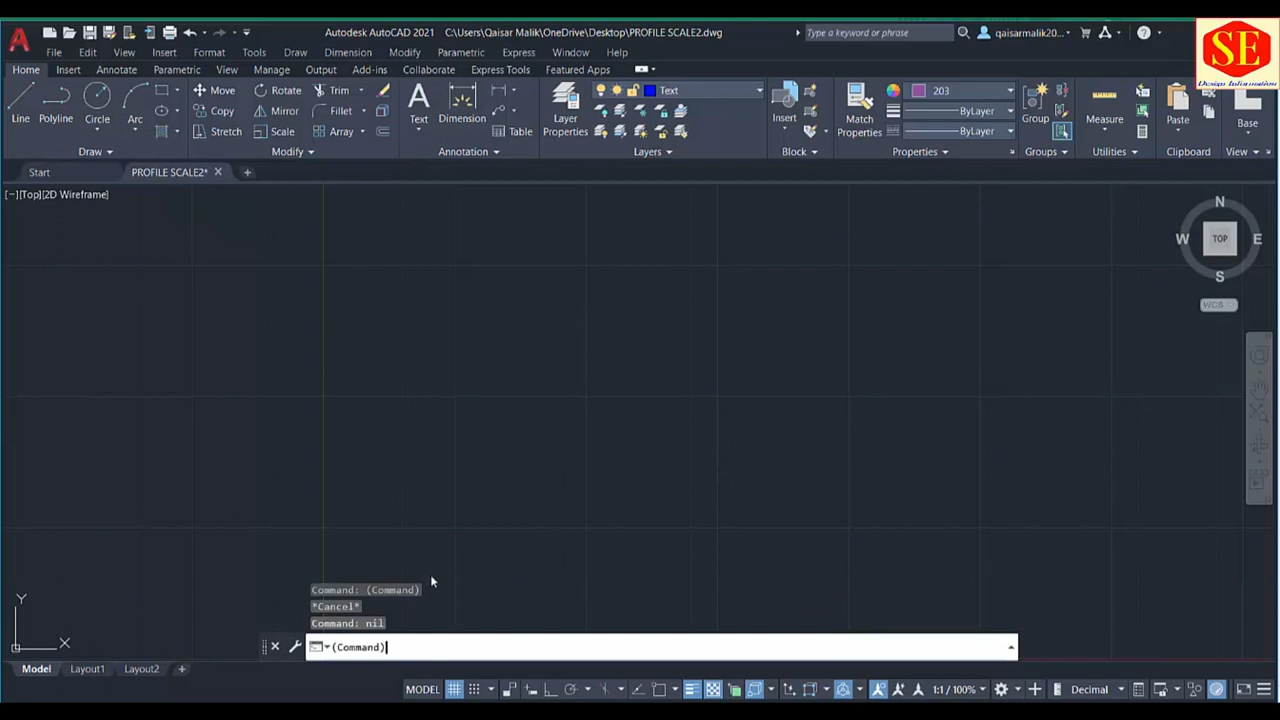 Autodesk AutoCAD 2021 C:\Users\Qaisar Malik\OneDrive\Desktop\PROFILE SCALE2.dwg
Type a keyword or phrase
qaisarmalik20...
SE
Design Information
File Edit View Insert Format Tools Draw Dimension Modify Parametric Express Window Help
Home Insert Annotate Parametric View Manage Output Add-ins Collaborate Express Tools Featured Apps
Line Polyline Circle Arc
Move Rotate Trim
Copy Mirror Fillet
Stretch Scale Array
Text Dimension Table
Layer Properties
Text
Insert
Match Properties
203
ByLayer
ByLayer
Group
Measure
Paste
Base
Draw Modify Annotation Layers Block Properties Groups Utilities Clipboard View
Start PROFILE SCALE2*
[−][Top][2D Wireframe]
N
W TOP E
S
WCS
Command: (Command)
*Cancel*
Command: nil
(Command)
Y
X
Model Layout1 Layout2
MODEL 1:1 / 100% Decimal